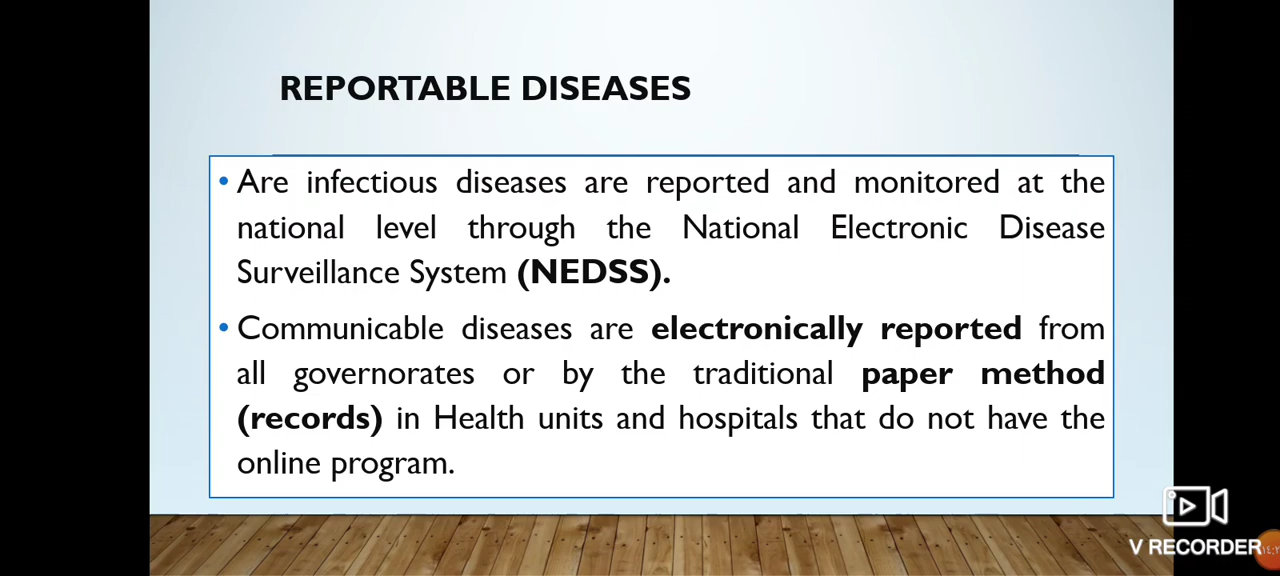 REPORTABLE DISEASES
• Are infectious diseases are reported and monitored at the
national level through the National Electronic Disease
Surveillance System (NEDSS).
• Communicable diseases are electronically reported from
all governorates or by the traditional paper method
(records) in Health units and hospitals that do not have the
online program.
V RECORDER